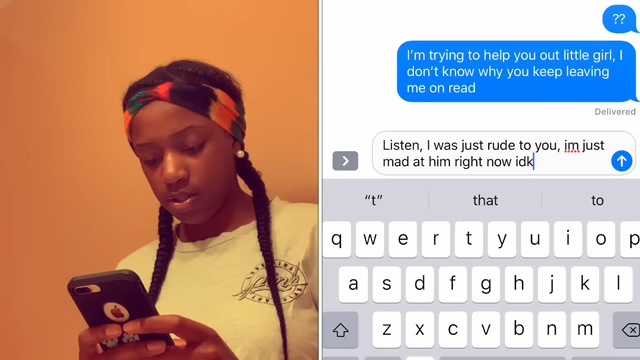 ??
I'm trying to help you out little girl, I
don't know why you keep leaving
me on read
Delivered
Listen, I was just rude to you, im just
mad at him right now idk
"t" that to
q w e r t y u i o p
a s d f g h j k l
z x c v b n m